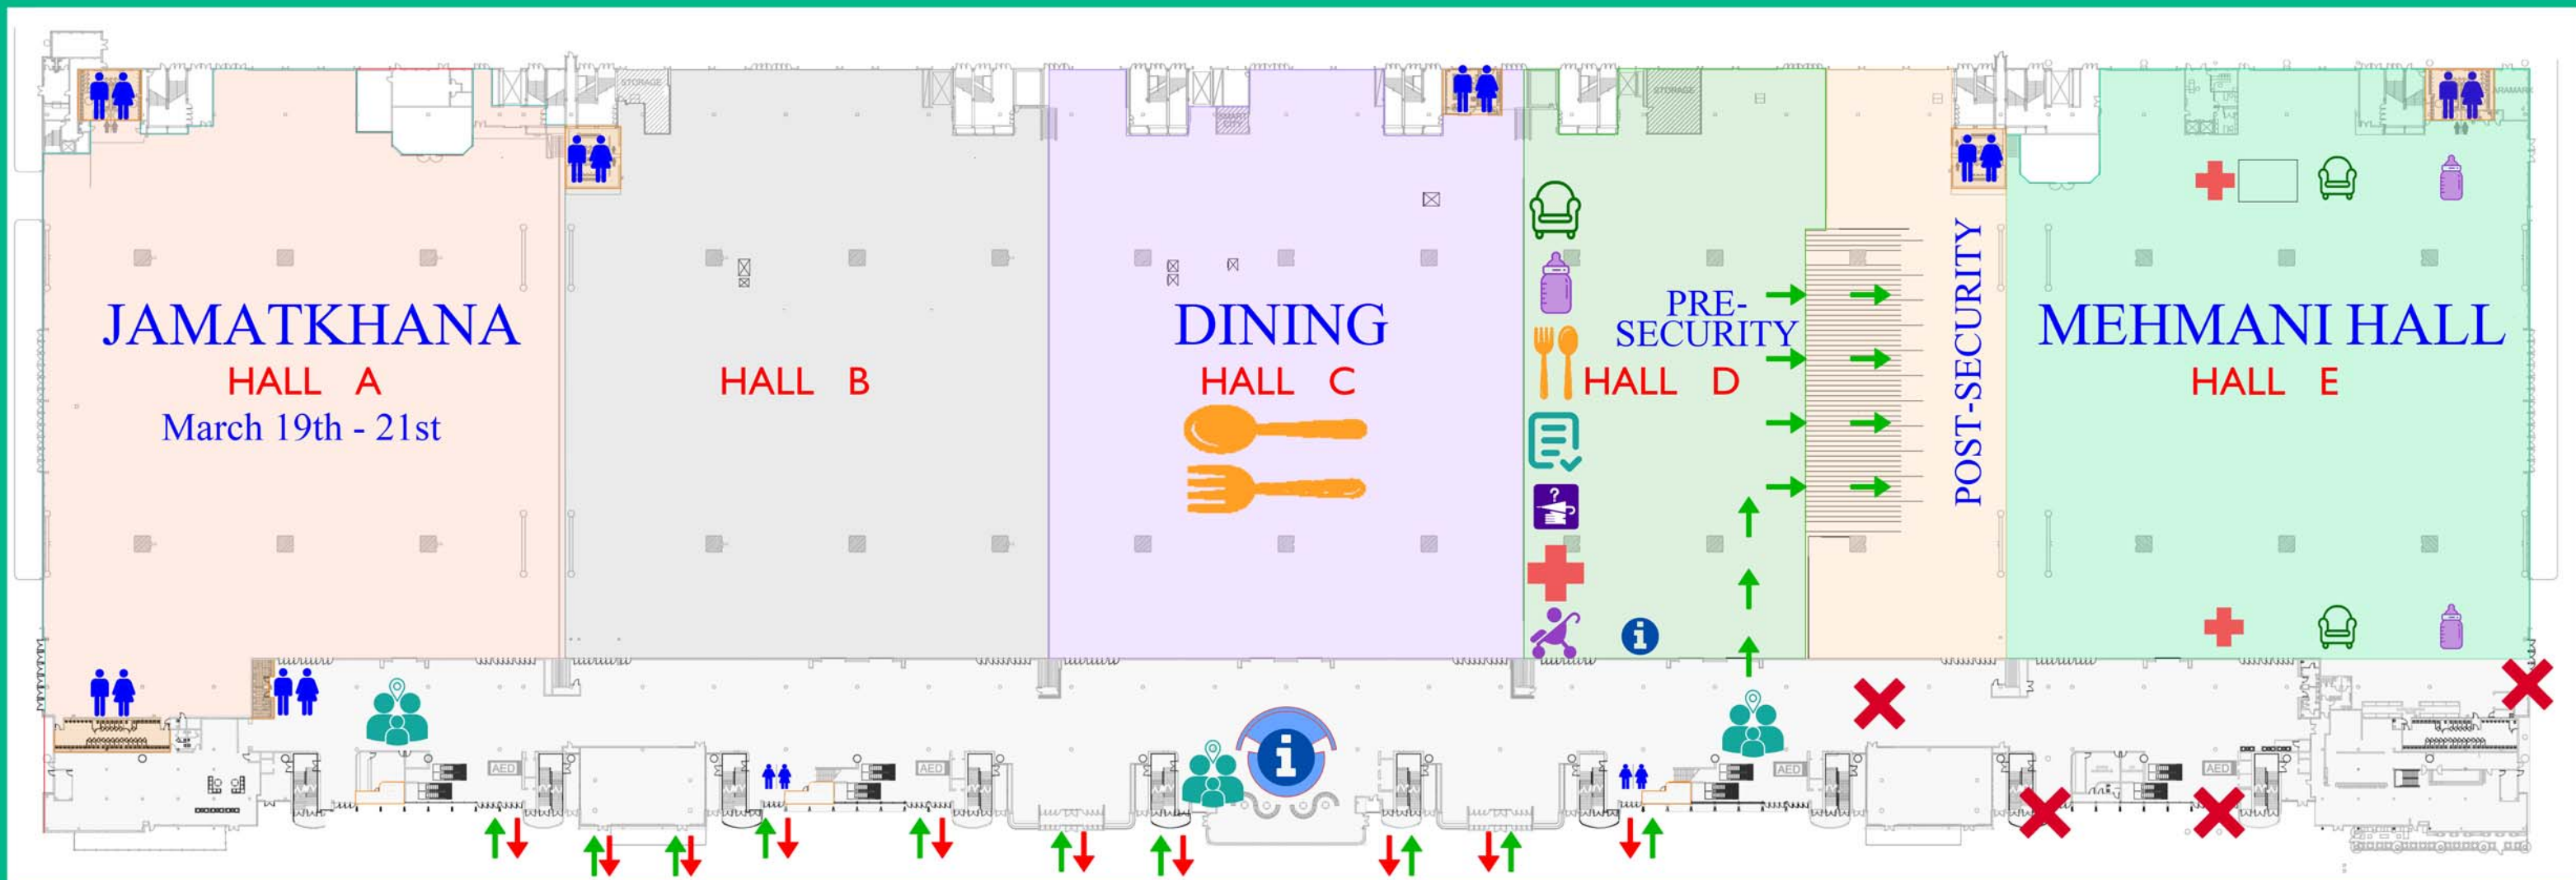 STORAGE
STORAGE
ARAMARK
JAMATKHANA
HALL A
March 19th - 21st
HALL B
DINING
HALL C
PRE-
SECURITY
HALL D
POST-SECURITY
MEHMANI HALL
HALL E
?
i
i
AED
AED
AED
AED